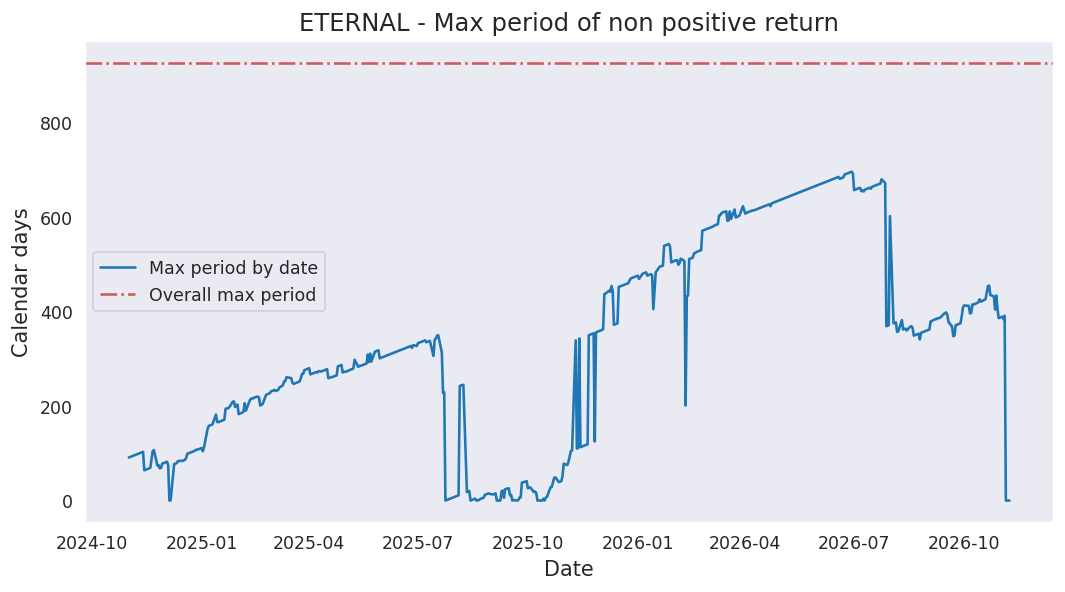 ETERNAL - Max period of non positive return
Calendar days
800
600
400
200
0
Max period by date
Overall max period
2024-10 2025-01 2025-04 2025-07 2025-10 2026-01 2026-04 2026-07 2026-10
Date